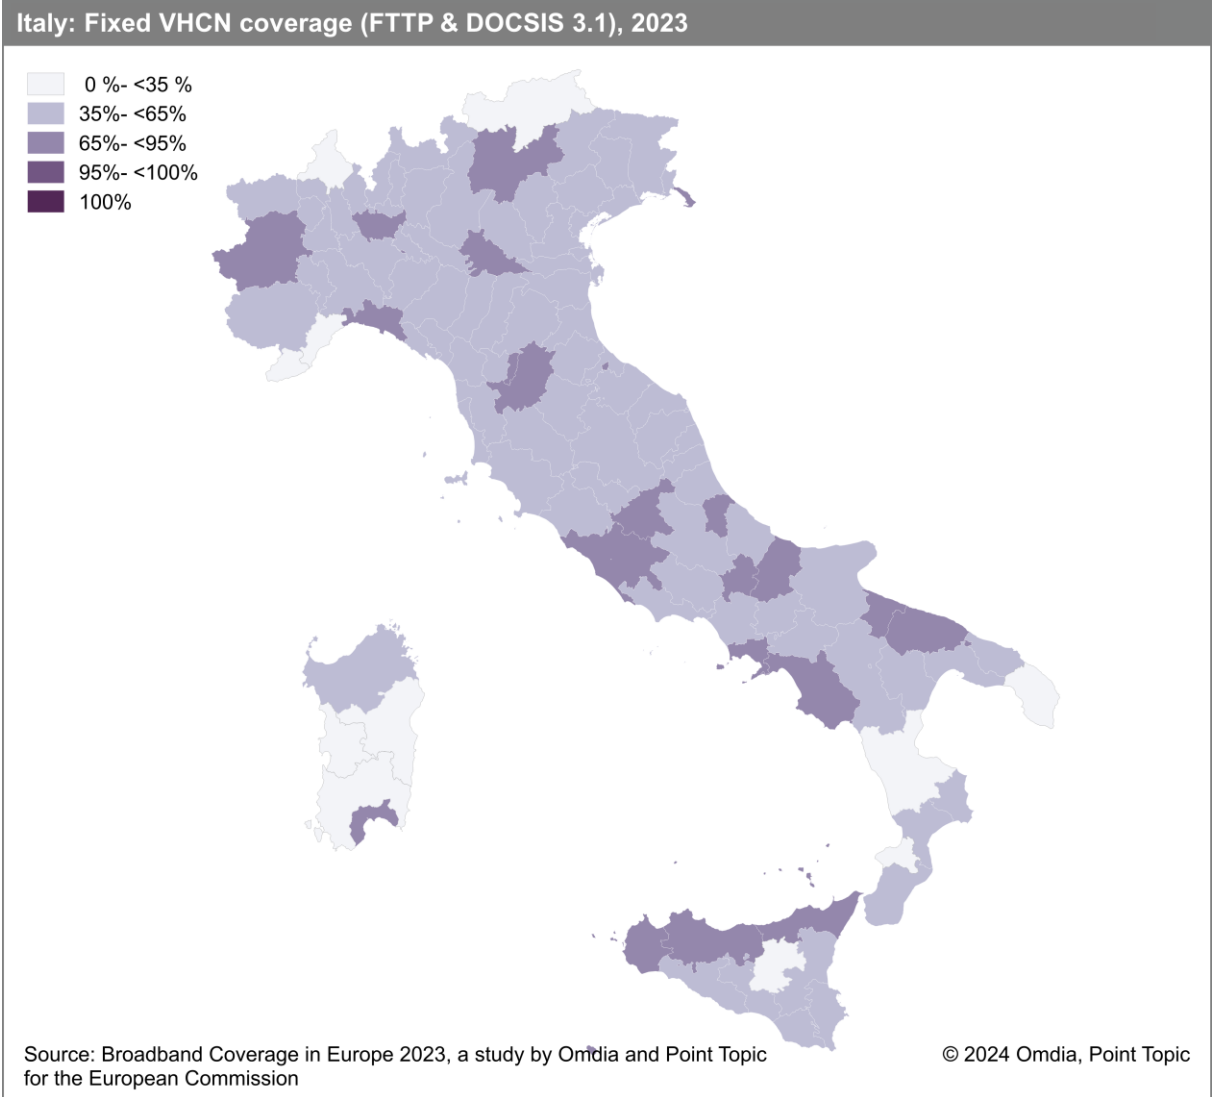 Italy: Fixed VHCN coverage (FTTP & DOCSIS 3.1), 2023
0 %- <35 %
35%- <65%
65%- <95%
95%- <100%
100%
Source: Broadband Coverage in Europe 2023, a study by Omdia and Point Topic
for the European Commission
© 2024 Omdia, Point Topic